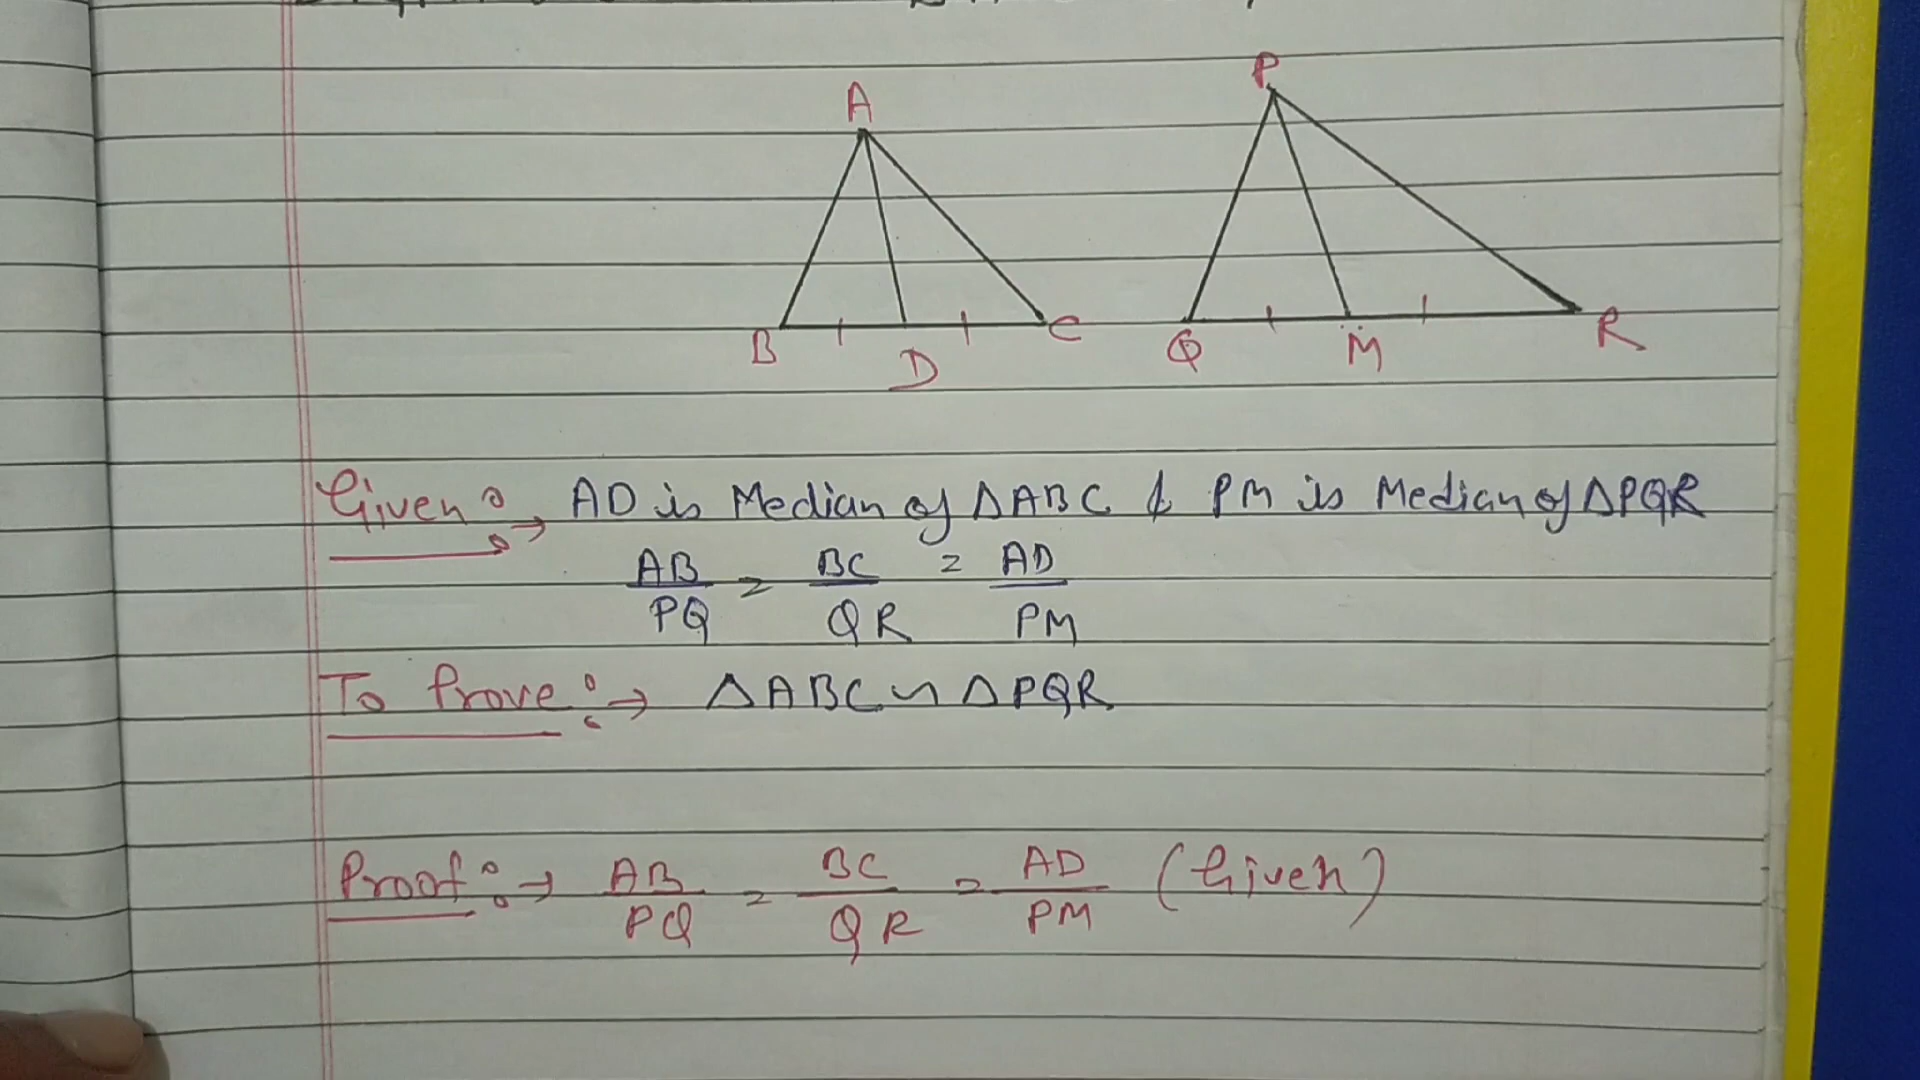 A
P
B
D
C
Q
M
R
Given :→ AD is Median of ΔABC & PM is Median of ΔPQR
AB/PQ = BC/QR = AD/PM
To Prove :→ ΔABC ∽ ΔPQR
Proof :→ AB/PQ = BC/QR = AD/PM (Given)